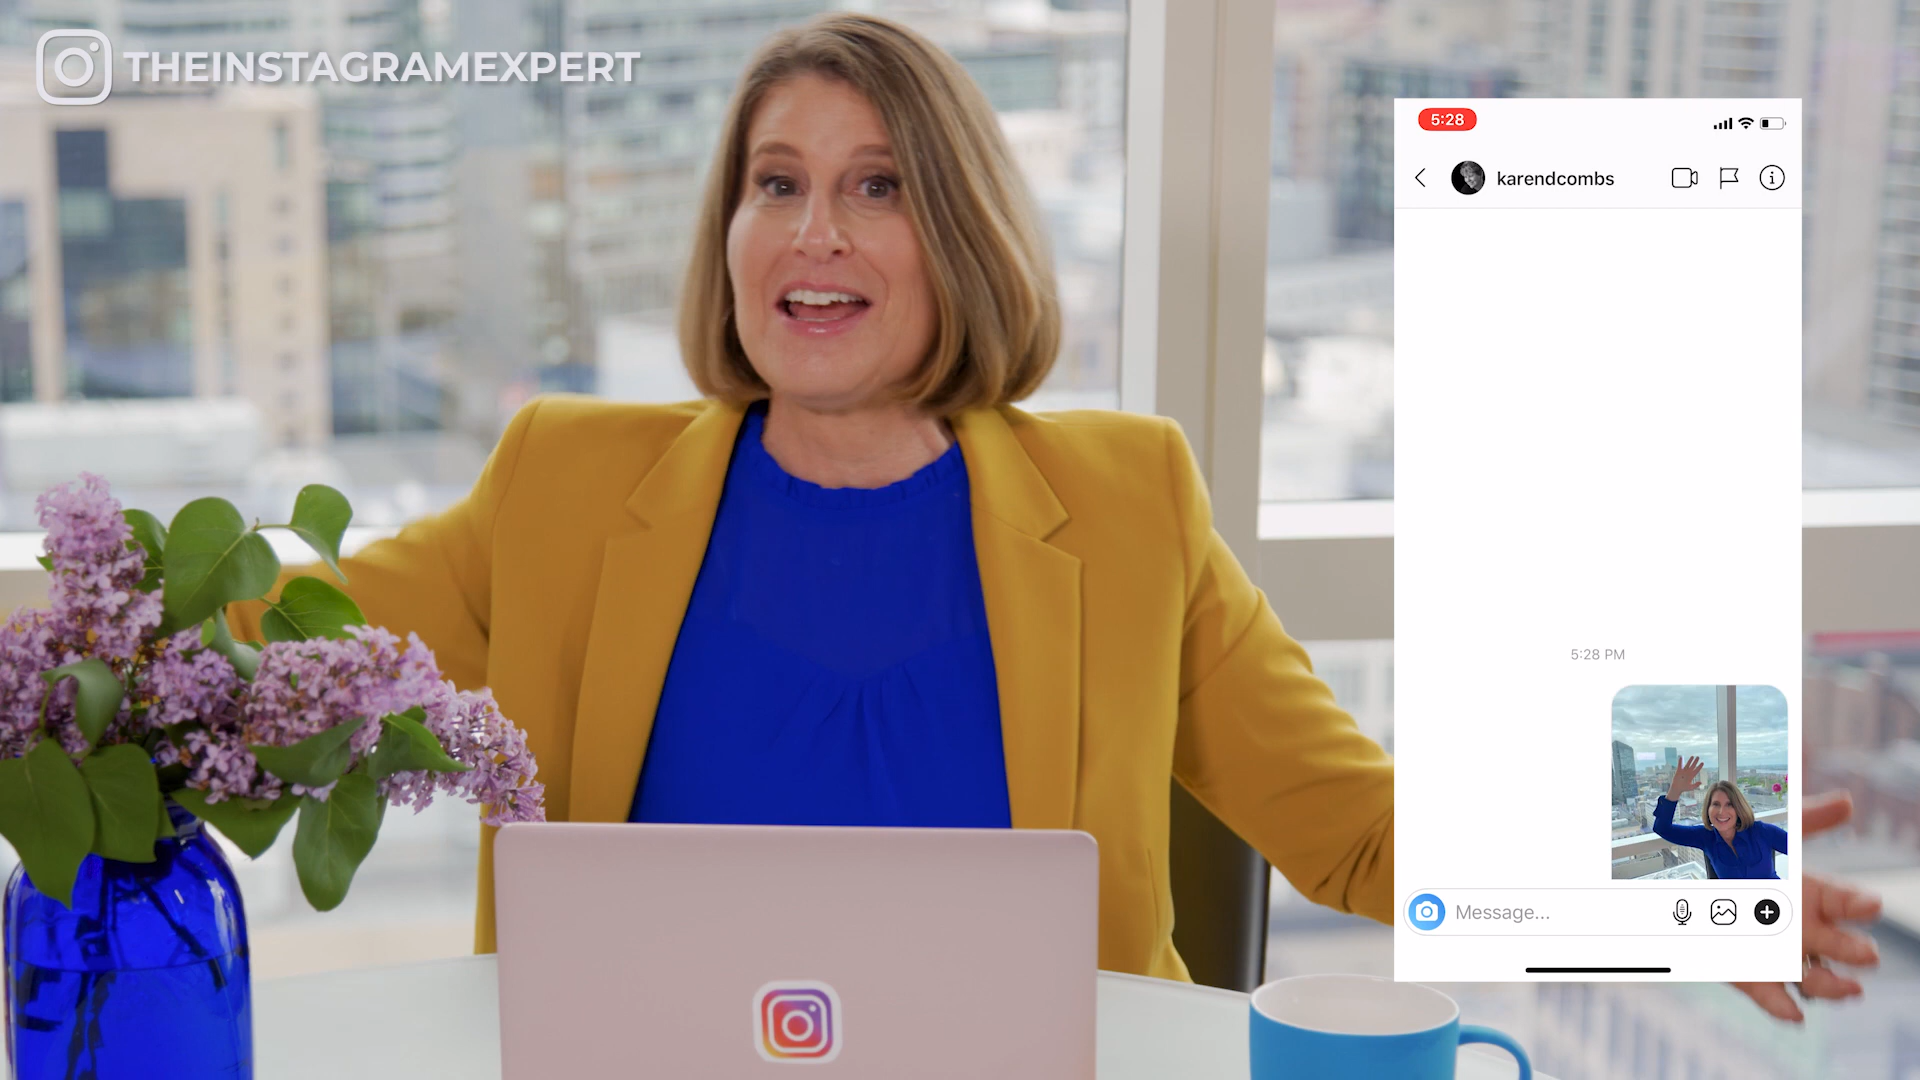 THEINSTAGRAMEXPERT
5:28
karendcombs
5:28 PM
Message...